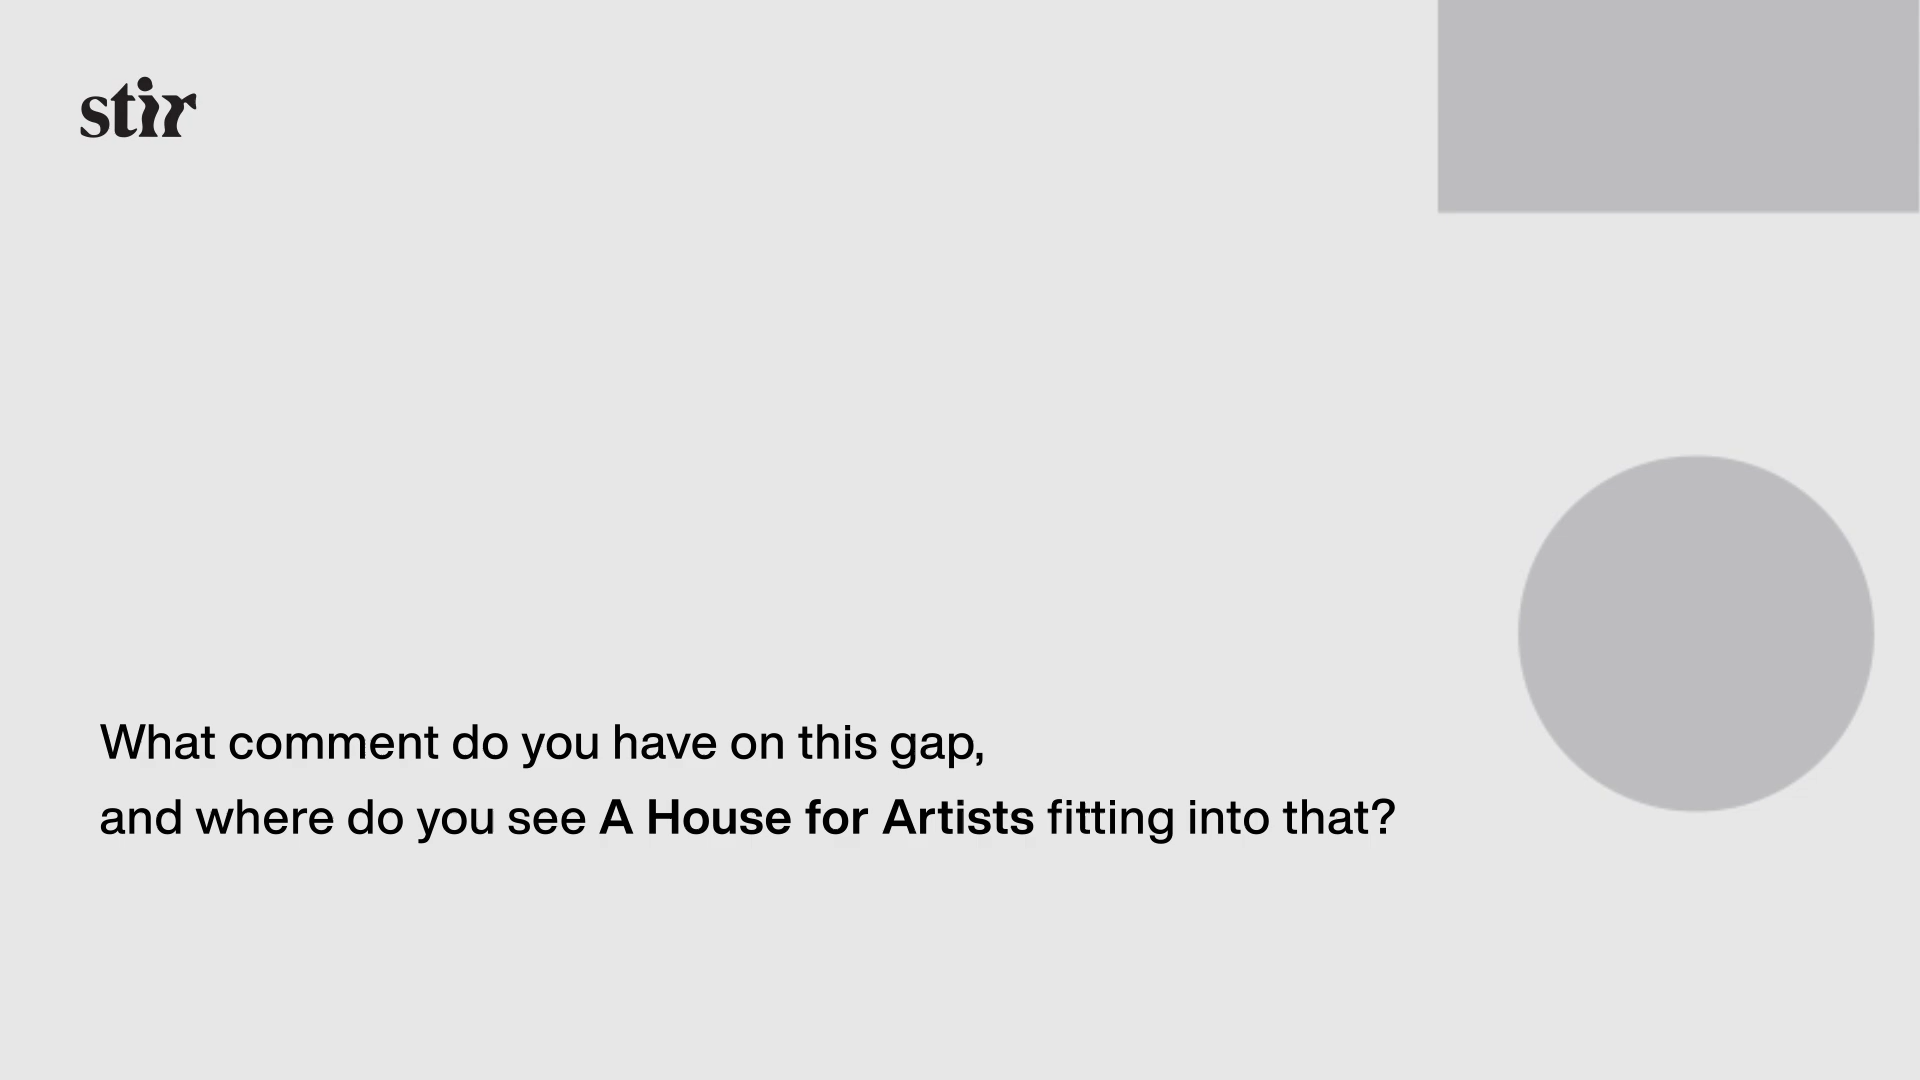 stir
What comment do you have on this gap,
and where do you see A House for Artists fitting into that?